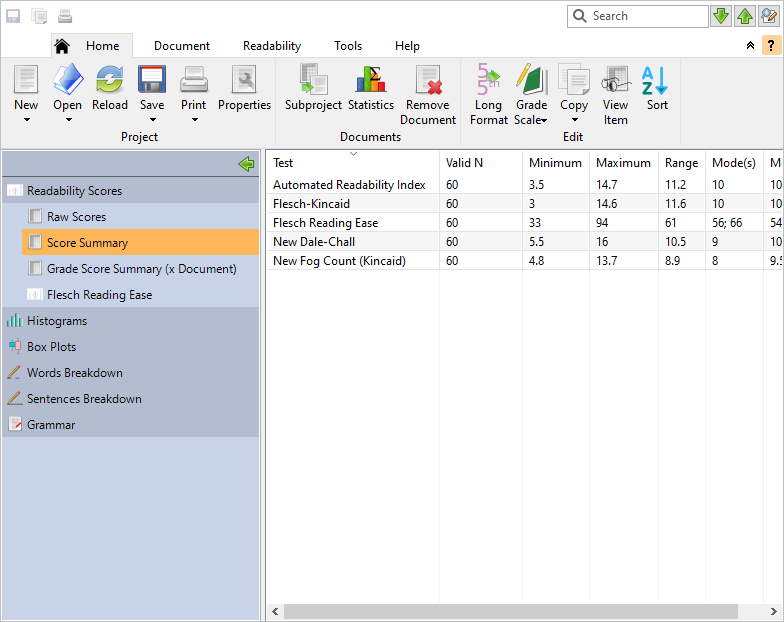 Search
Home Document Readability Tools Help
?
New Open Reload Save Print Properties Subproject Statistics Remove Document 5 5th Long Format Grade Scale Copy View Item A Z Sort
Project Documents Edit
Readability Scores
Raw Scores
Score Summary
Grade Score Summary (x Document)
Flesch Reading Ease
Histograms
Box Plots
Words Breakdown
Sentences Breakdown
Grammar
Test Valid N Minimum Maximum Range Mode(s) M
Automated Readability Index 60 3.5 14.7 11.2 10 10
Flesch-Kincaid 60 3 14.6 11.6 10 10
Flesch Reading Ease 60 33 94 61 56; 66 54
New Dale-Chall 60 5.5 16 10.5 9 10
New Fog Count (Kincaid) 60 4.8 13.7 8.9 8 9.5